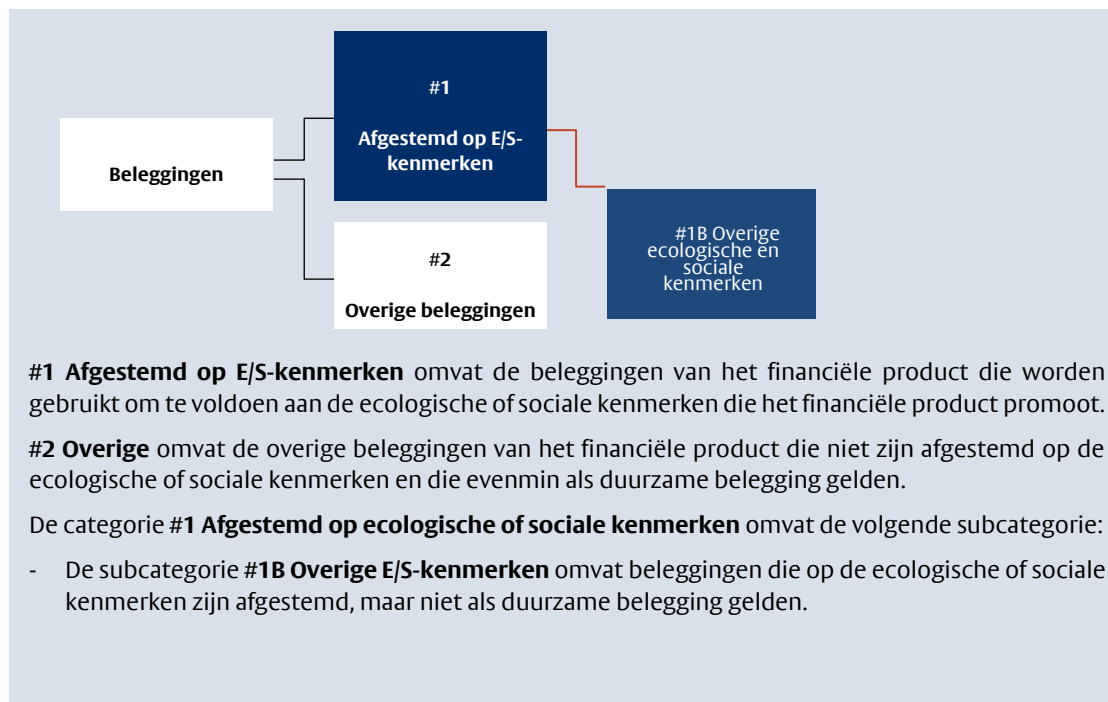 #1
Afgestemd op E/S-
kenmerken
Beleggingen
#2
Overige beleggingen
#1B Overige
ecologische en
sociale
kenmerken
#1 Afgestemd op E/S-kenmerken omvat de beleggingen van het financiële product die worden
gebruikt om te voldoen aan de ecologische of sociale kenmerken die het financiële product promoot.
#2 Overige omvat de overige beleggingen van het financiële product die niet zijn afgestemd op de
ecologische of sociale kenmerken en die evenmin als duurzame belegging gelden.
De categorie #1 Afgestemd op ecologische of sociale kenmerken omvat de volgende subcategorie:
- De subcategorie #1B Overige E/S-kenmerken omvat beleggingen die op de ecologische of sociale
kenmerken zijn afgestemd, maar niet als duurzame belegging gelden.